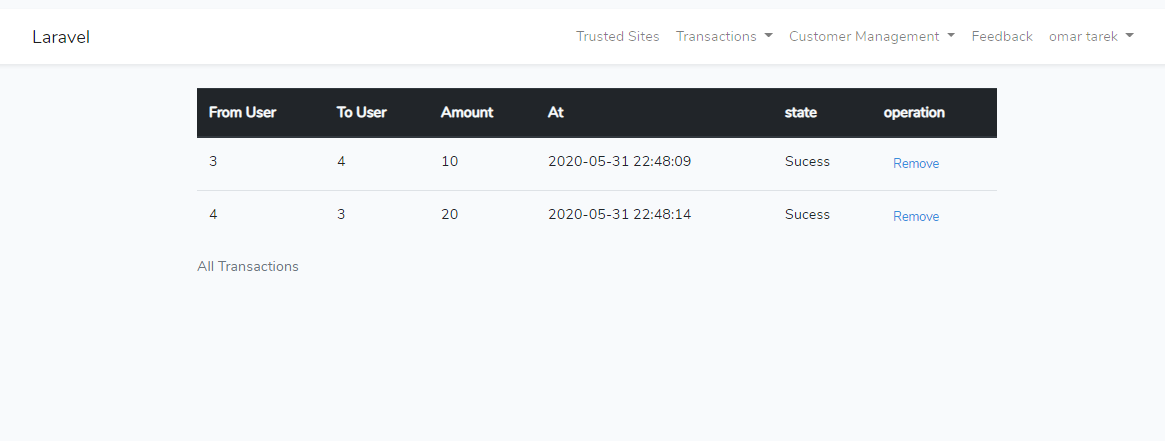 Laravel Trusted Sites Transactions Customer Management Feedback omar tarek
From User To User Amount At state operation
3 4 10 2020-05-31 22:48:09 Sucess Remove
4 3 20 2020-05-31 22:48:14 Sucess Remove
All Transactions